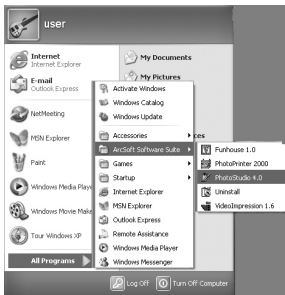 user
Internet
Internet Explorer
E-mail
Outlook Express
NetMeeting
MSN Explorer
Paint
Windows Media
Windows Movie
Tour Windows XP
All Programs
My Documents
My Pictures
Activate Windows
Windows Catalog
Windows Update
Accessories
ArcSoft Software Suite
Games
Startup
Internet Explorer
MSN Explorer
Outlook Express
Remote Assistance
Windows Media Player
Windows Messenger
Funhouse 1.0
PhotoPrinter 2000
PhotoStudio 4.0
Uninstall
VideoImpression 1.6
Log Off
Turn Off Computer